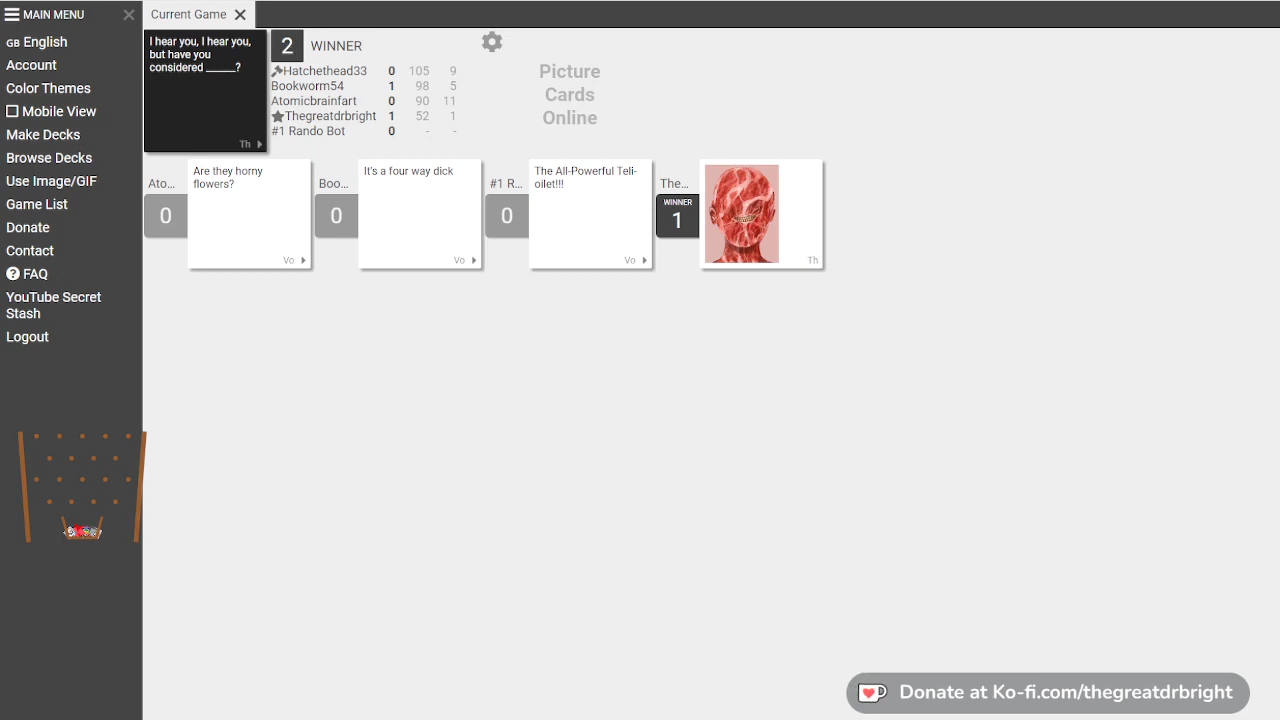 MAIN MENU
Current Game
GB English
Account
Color Themes
Mobile View
Make Decks
Browse Decks
Use Image/GIF
Game List
Donate
Contact
? FAQ
YouTube Secret
Stash
Logout
I hear you, I hear you,
but have you
considered _____?
Th
2 WINNER
Hatchethead33 0 105 9
Bookworm54 1 98 5
Atomicbrainfart 0 90 11
Thegreatdrbright 1 52 1
#1 Rando Bot 0 - -
Picture
Cards
Online
Ato...
0
Are they horny
flowers?
Vo
Boo...
0
It's a four way dick
Vo
#1 R...
0
The All-Powerful Teli-
oilet!!!
Vo
The...
WINNER
1
Th
Donate at Ko-fi.com/thegreatdrbright